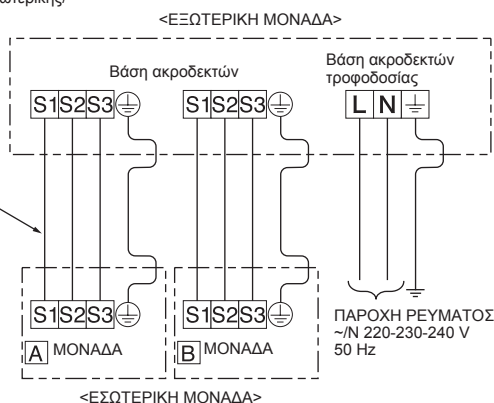 <ΕΞΩΤΕΡΙΚΗ ΜΟΝΑΔΑ>
Βάση ακροδεκτών
Βάση ακροδεκτών
τροφοδοσίας
S1 S2 S3
S1 S2 S3
L N
S1 S2 S3
S1 S2 S3
A ΜΟΝΑΔΑ
B ΜΟΝΑΔΑ
ΠΑΡΟΧΗ ΡΕΥΜΑΤΟΣ
~/N 220-230-240 V
50 Hz
<ΕΣΩΤΕΡΙΚΗ ΜΟΝΑΔΑ>